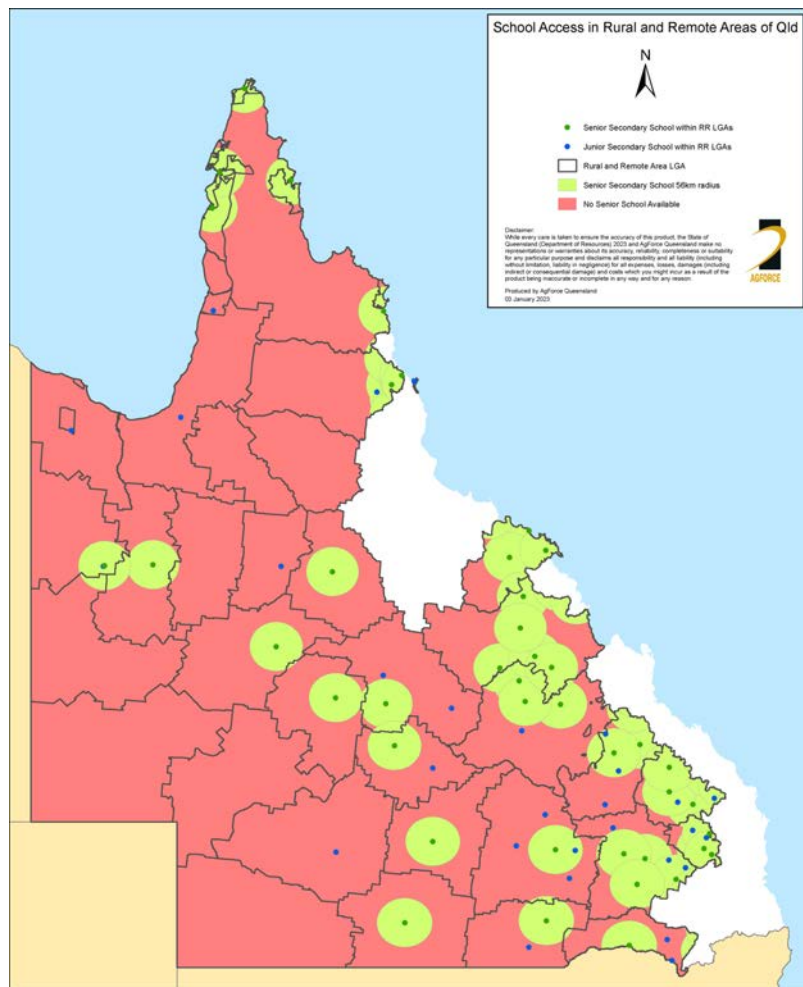 School Access in Rural and Remote Areas of Qld
N
Senior Secondary School within RR LGAs
Junior Secondary School within RR LGAs
Rural and Remote Area LGA
Senior Secondary School 56km radius
No Senior School Available
Disclaimer:
While every care is taken to ensure the accuracy of this product, the State of
Queensland (Department of Resources) 2023 and AgForce Queensland make no
representations or warranties about its accuracy, reliability, completeness or suitability
for any particular purpose and disclaims all responsibility and all liability (including
without limitation, liability in negligence) for all expenses, losses, damages (including
indirect or consequential damage) and costs which you might incur as a result of the
product being inaccurate or incomplete in any way and for any reason.
Produced by AgForce Queensland
03 January 2023
AGFORCE